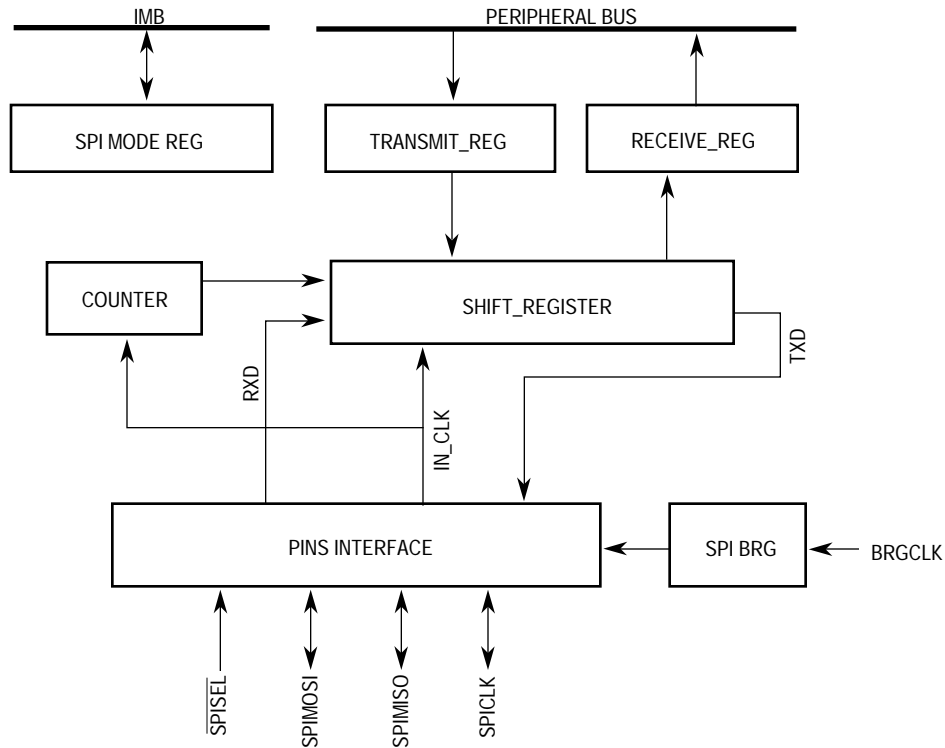 IMB
PERIPHERAL BUS
SPI MODE REG
TRANSMIT_REG
RECEIVE_REG
COUNTER
SHIFT_REGISTER
RXD
IN_CLK
TXD
PINS INTERFACE
SPI BRG
BRGCLK
SPISEL
SPIMOSI
SPIMISO
SPICLK